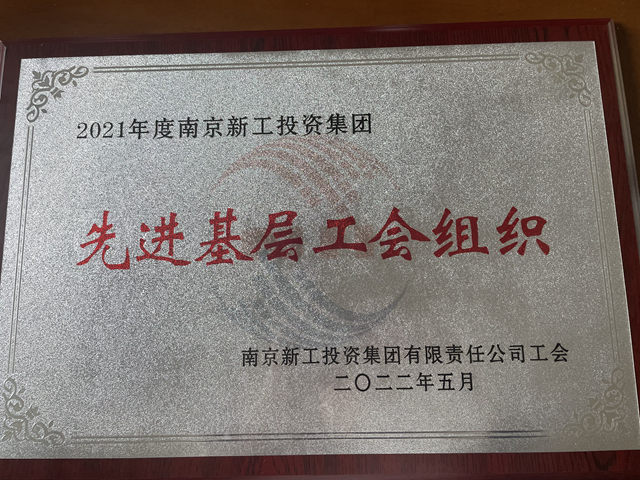 2021年度南京新工投资集团
先进基层工会组织
南京新工投资集团有限责任公司工会
二〇二二年五月